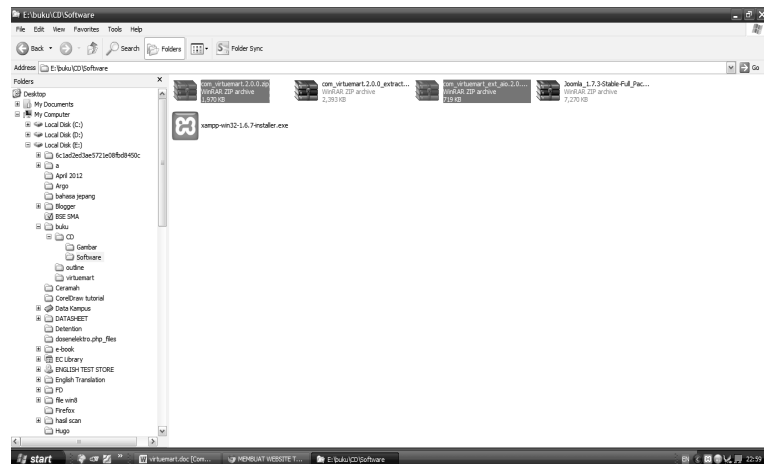 E:\buku\CD\Software
File Edit View Favorites Tools Help
Back Search Folders Folder Sync
Address E:\buku\CD\Software Go
Folders
Desktop
My Documents
My Computer
Local Disk (C:)
Local Disk (D:)
Local Disk (E:)
6c1ad2ed3ae5721e08fbd8450c
a
April 2012
Argo
bahasa jepang
Blogger
BSE SMA
buku
CD
Gambar
Software
outline
virtuemart
Ceramah
CorelDraw tutorial
Data Kampus
DATASHEET
Detention
dosenelektro.php_files
e-book
EC Library
ENGLISH TEST STORE
English Translation
FD
file win8
Firefox
hasil scan
Hugo
com_virtuemart.2.0.0.zip
WinRAR ZIP archive
1,970 KB
com_virtuemart.2.0.0_extract...
WinRAR ZIP archive
2,393 KB
com_virtuemart_ext_aio.2.0....
WinRAR ZIP archive
719 KB
Joomla_1.7.3-Stable-Full_Pac...
WinRAR ZIP archive
7,270 KB
xampp-win32-1.6.7-installer.exe
start virtuemart.doc [Com... MEMBUAT WEBSITE T... E:\buku\CD\Software EN 22:59